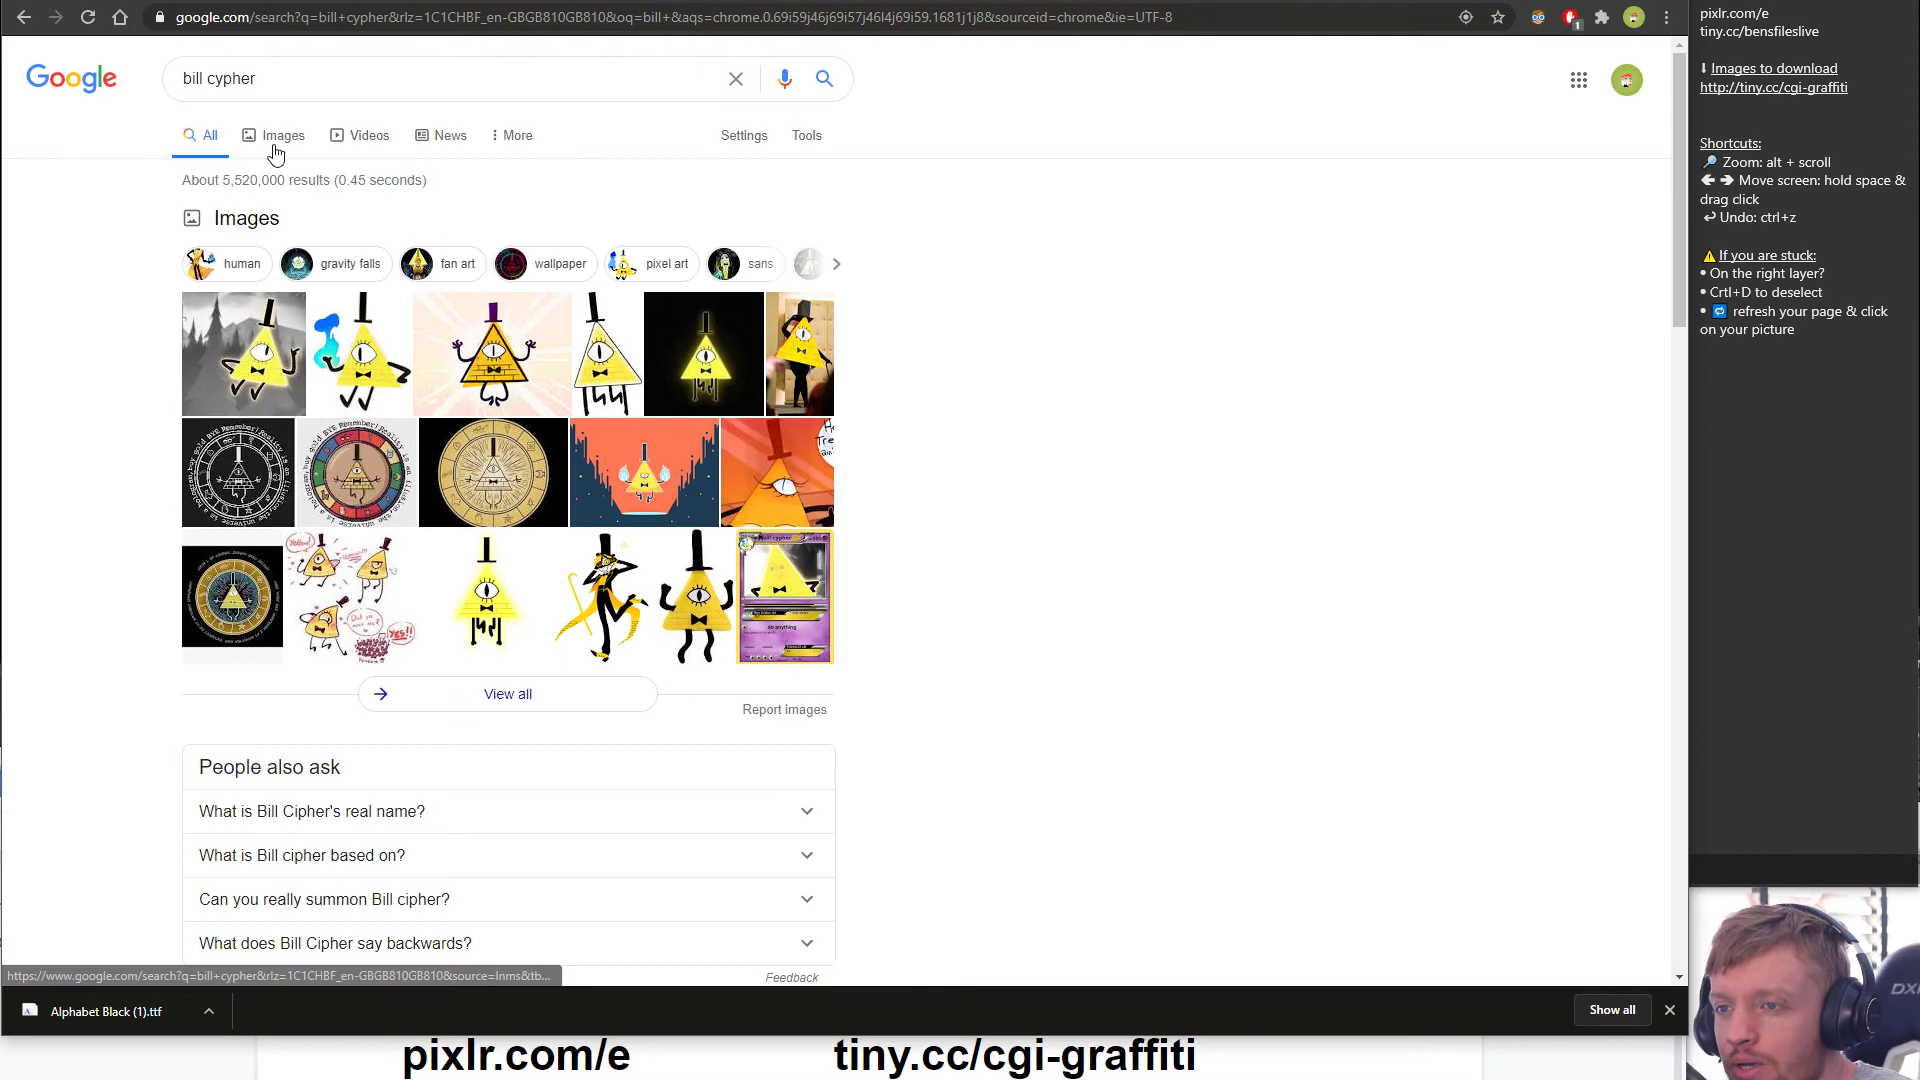 google.com/search?q=bill+cypher&rlz=1C1CHBF_en-GBGB810GB810&oq=bill+&aqs=chrome.0.69i59j46j69i57j46l4j69i59.1681j1j8&sourceid=chrome&ie=UTF-8
1
Google
bill cypher
All
Images
Videos
News
More
Settings
Tools
About 5,520,000 results (0.45 seconds)
Images
human
gravity falls
fan art
wallpaper
pixel art
sans
View all
Report images
People also ask
What is Bill Cipher's real name?
What is Bill cipher based on?
Can you really summon Bill cipher?
What does Bill Cipher say backwards?
Feedback
https://www.google.com/search?q=bill+cypher&rlz=1C1CHBF_en-GBGB810GB810&source=lnms&tb...
Alphabet Black (1).ttf
Show all
pixlr.com/e
tiny.cc/cgi-graffiti
pixlr.com/e
tiny.cc/bensfileslive
Images to download
http://tiny.cc/cgi-graffiti
Shortcuts:
Zoom: alt + scroll
Move screen: hold space &
drag click
Undo: ctrl+z
If you are stuck:
• On the right layer?
• Crtl+D to deselect
• refresh your page & click
on your picture
DX